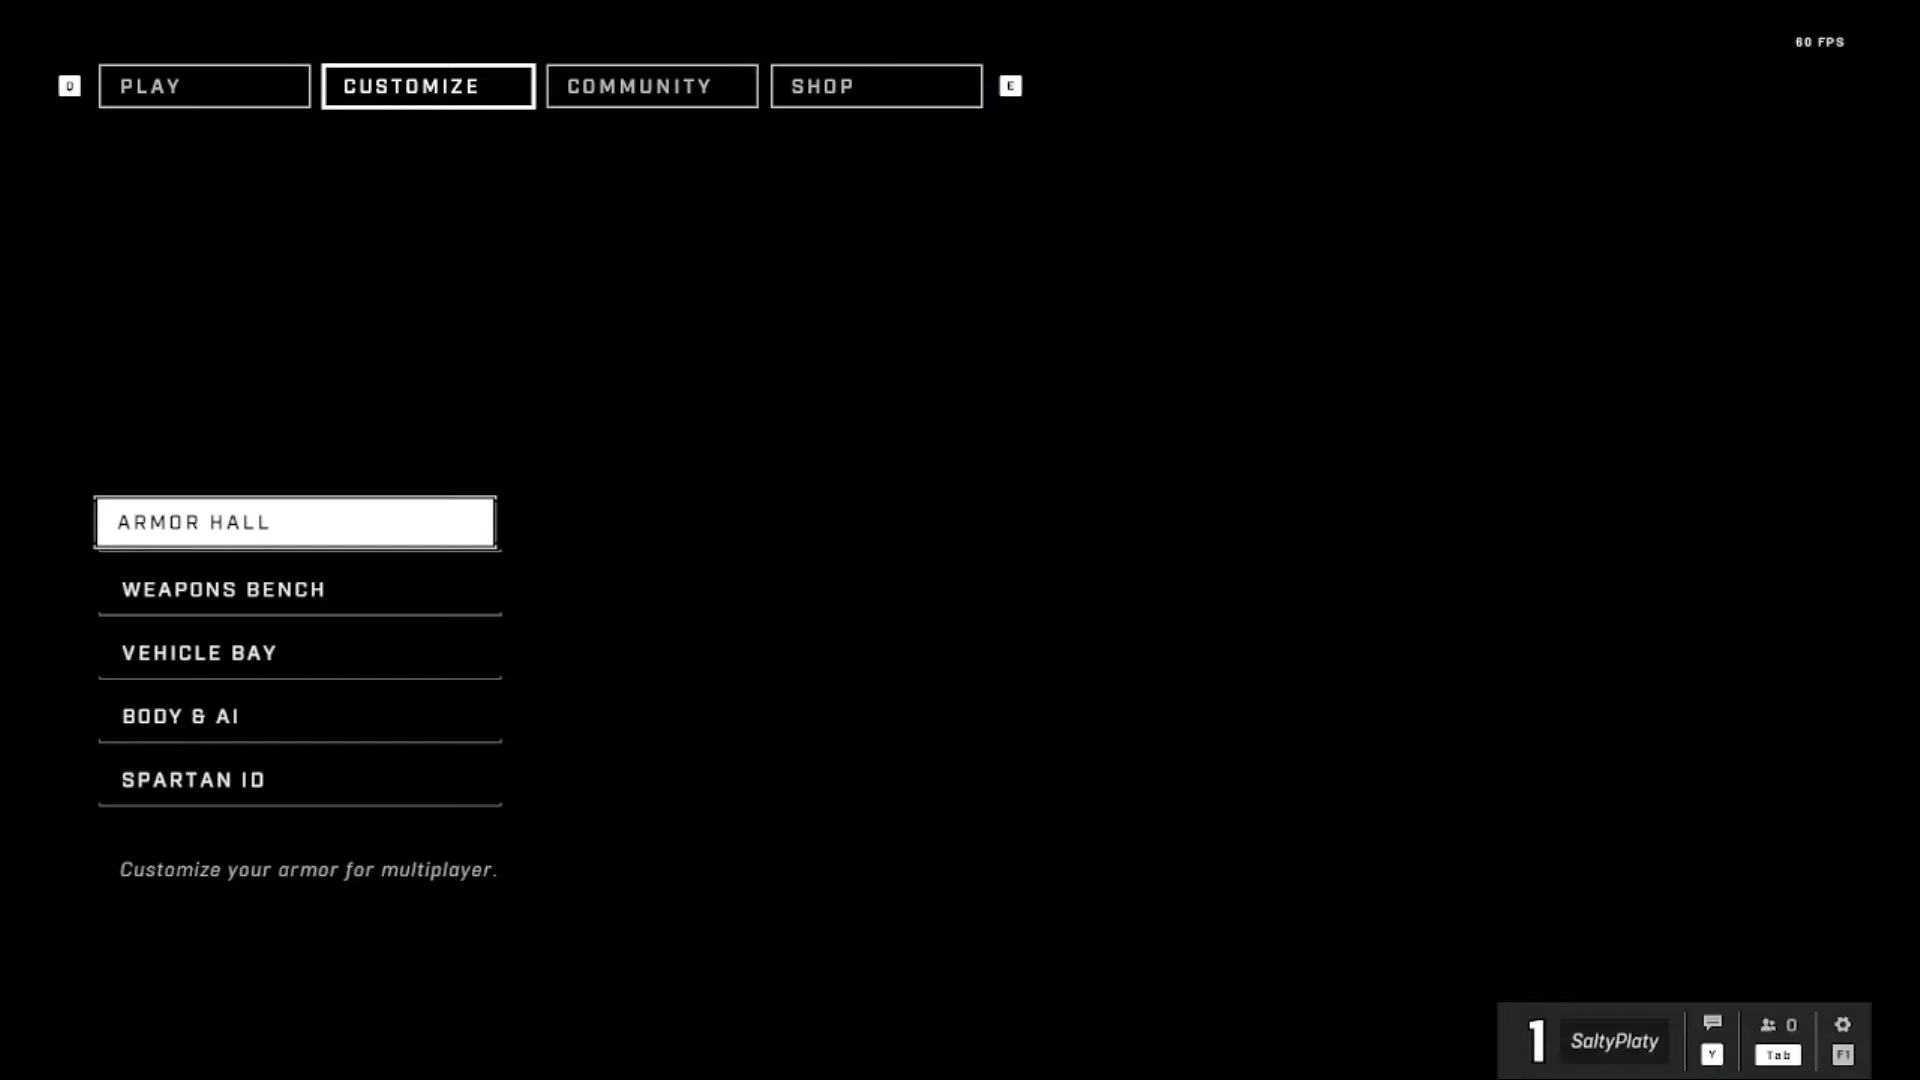 60 FPS
Q PLAY CUSTOMIZE COMMUNITY SHOP E
ARMOR HALL
WEAPONS BENCH
VEHICLE BAY
BODY & AI
SPARTAN ID
Customize your armor for multiplayer.
1 SaltyPlaty 0
Y Tab F1